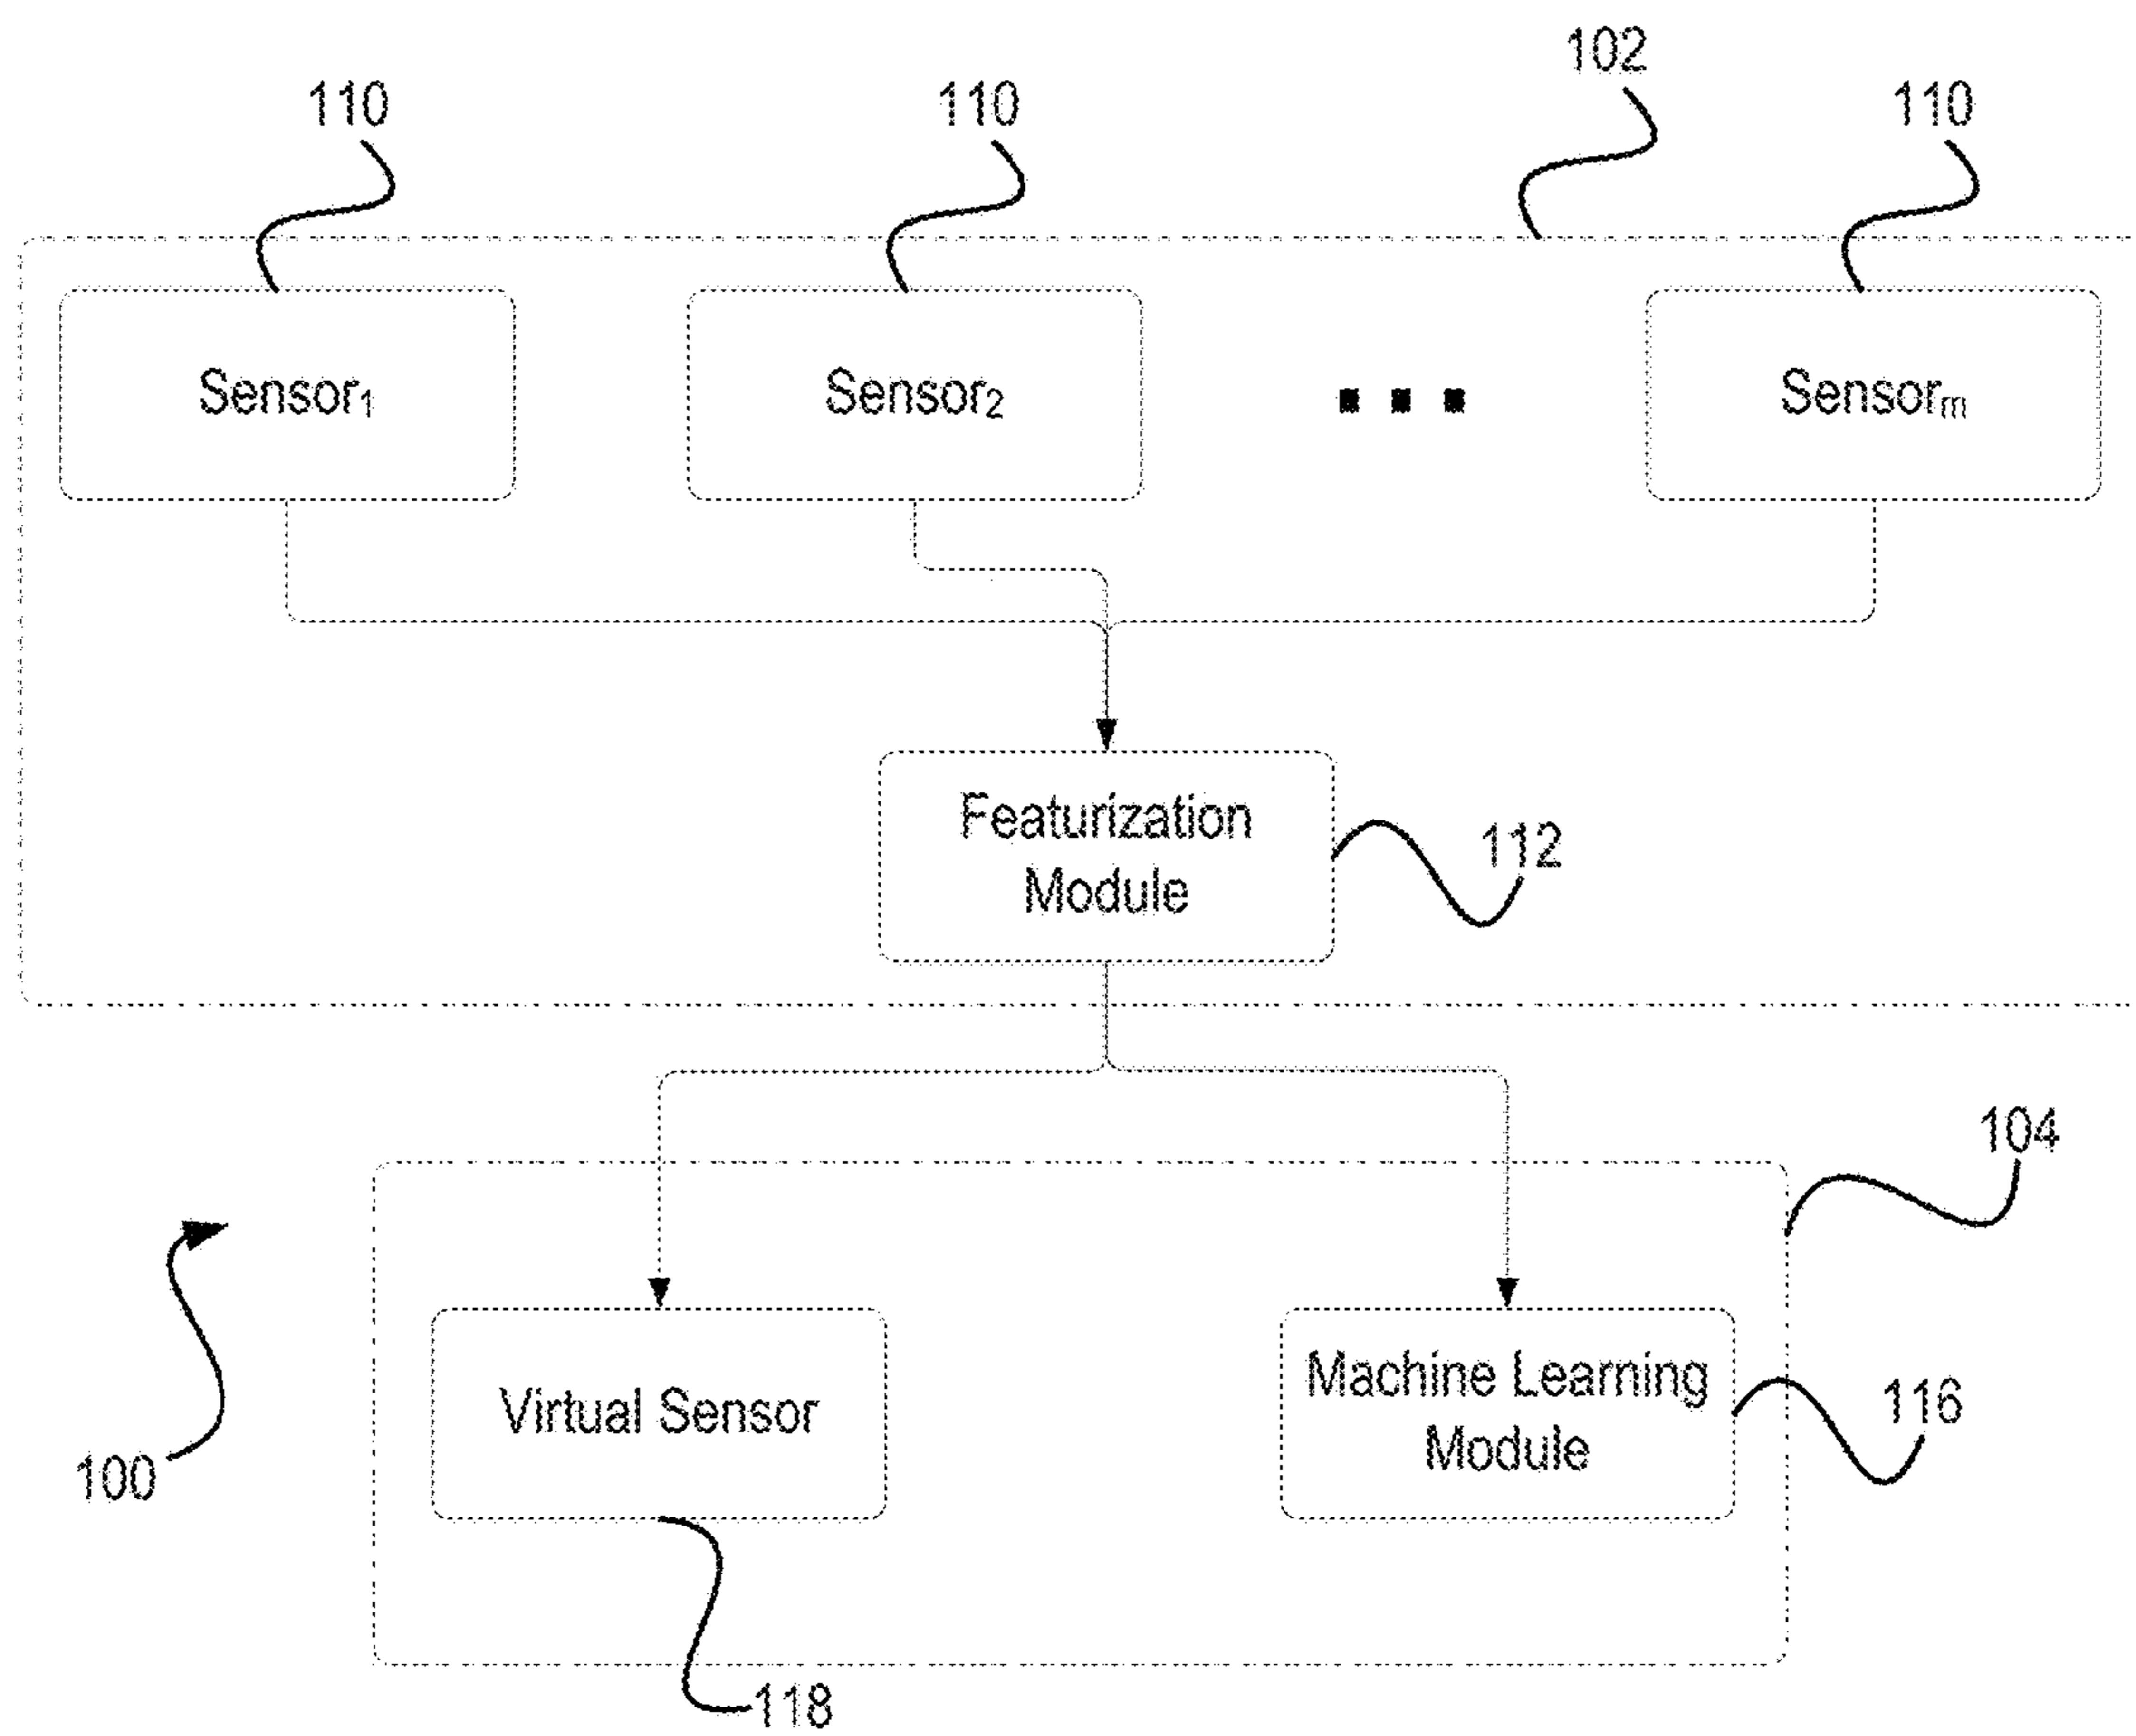 102
110
110
110
Sensor₁
Sensor₂
Sensorₘ
Featurization
Module
112
104
Virtual Sensor
Machine Learning
Module
116
100
118